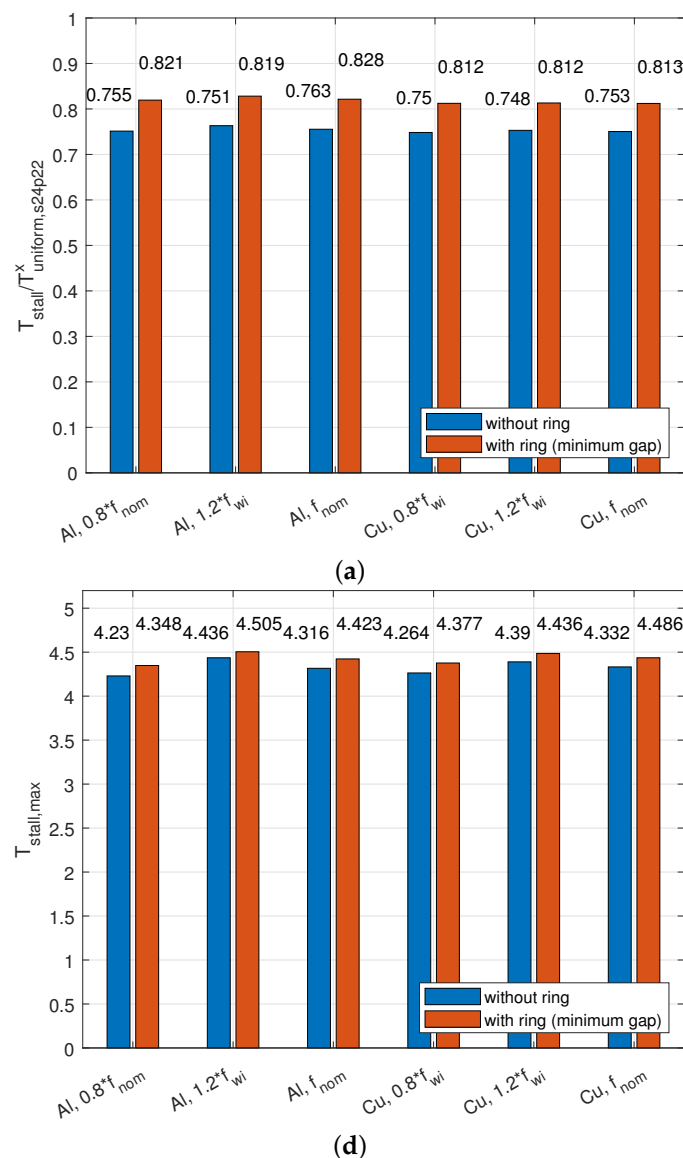 1
0.9
0.8
0.7
0.6
0.5
0.4
0.3
0.2
0.1
0
T_stall/T^x_uniform,s24p22
0.755 0.821 0.751 0.819 0.763 0.828 0.75 0.812 0.748 0.812 0.753 0.813
without ring
with ring (minimum gap)
Al, 0.8*f_nom Al, 1.2*f_wi Al, f_nom Cu, 0.8*f_wi Cu, 1.2*f_wi Cu, f_nom
(a)
5
4.5
4
3.5
3
2.5
2
1.5
1
0.5
0
T_stall,max
4.23 4.348 4.436 4.505 4.316 4.423 4.264 4.377 4.39 4.436 4.332 4.486
without ring
with ring (minimum gap)
Al, 0.8*f_nom Al, 1.2*f_wi Al, f_nom Cu, 0.8*f_wi Cu, 1.2*f_wi Cu, f_nom
(d)